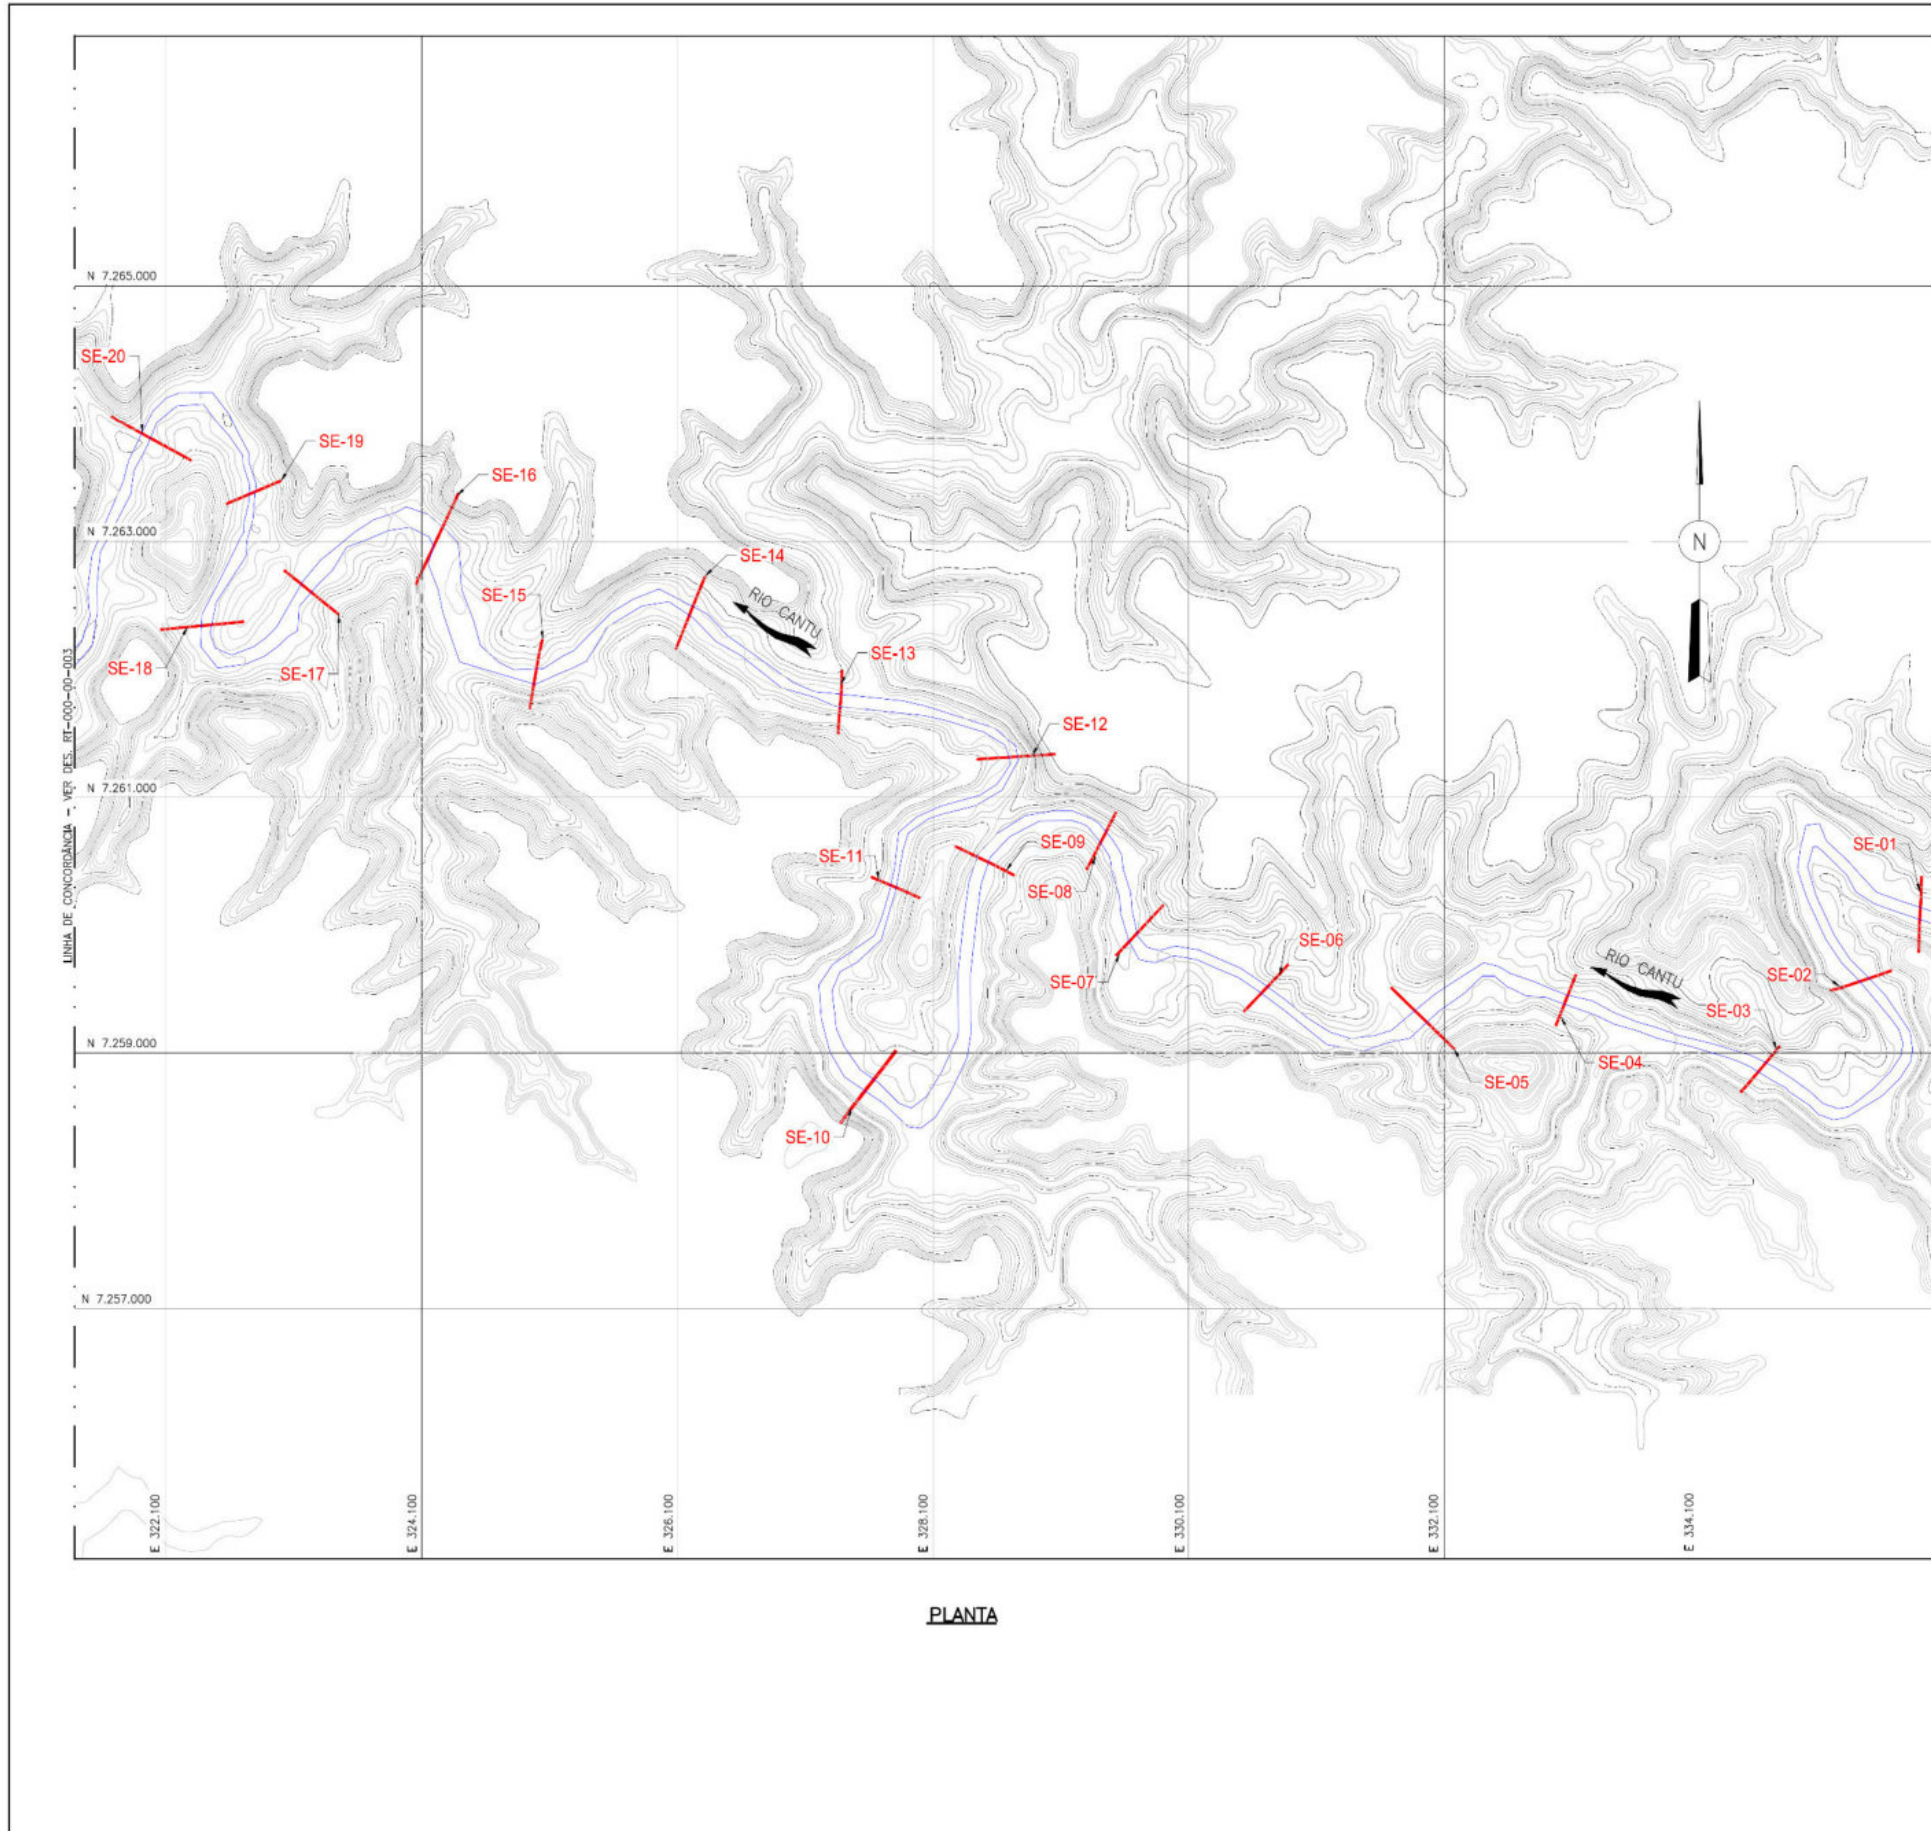 N 7.265.000
SE-20
SE-19
SE-16
N 7.263.000
SE-14
SE-15
RIO CANTU
SE-18
SE-17
SE-13
SE-12
N 7.261.000
SE-11
SE-09
SE-08
SE-01
SE-06
SE-07
RIO CANTU
SE-02
SE-03
N 7.259.000
SE-04
SE-05
SE-10
N 7.257.000
LINHA DE CONCORDÂNCIA - VER DES. RT-000-00-003
N
E 322.100
E 324.100
E 326.100
E 328.100
E 330.100
E 332.100
E 334.100
PLANTA